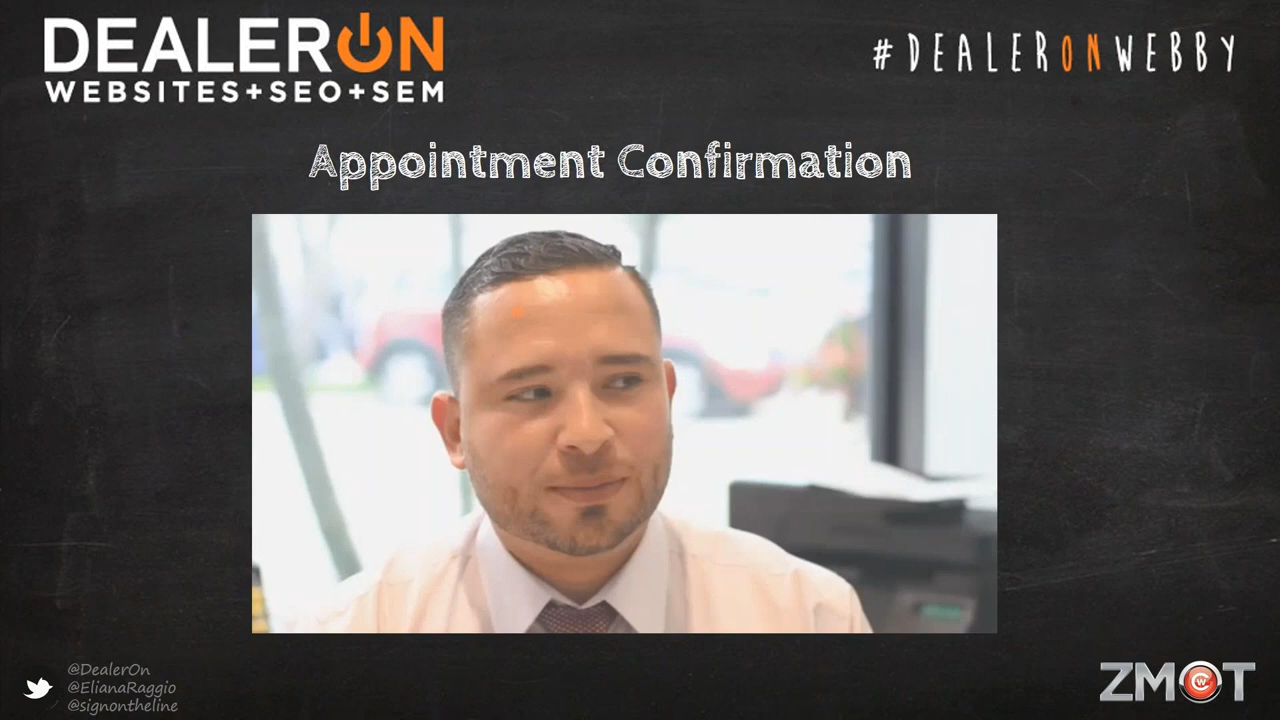 DEALERON
WEBSITES+SEO+SEM
#DEALERONWEBBY
Appointment Confirmation
@DealerOn
@ElianaRaggio
@signontheline
ZMOT